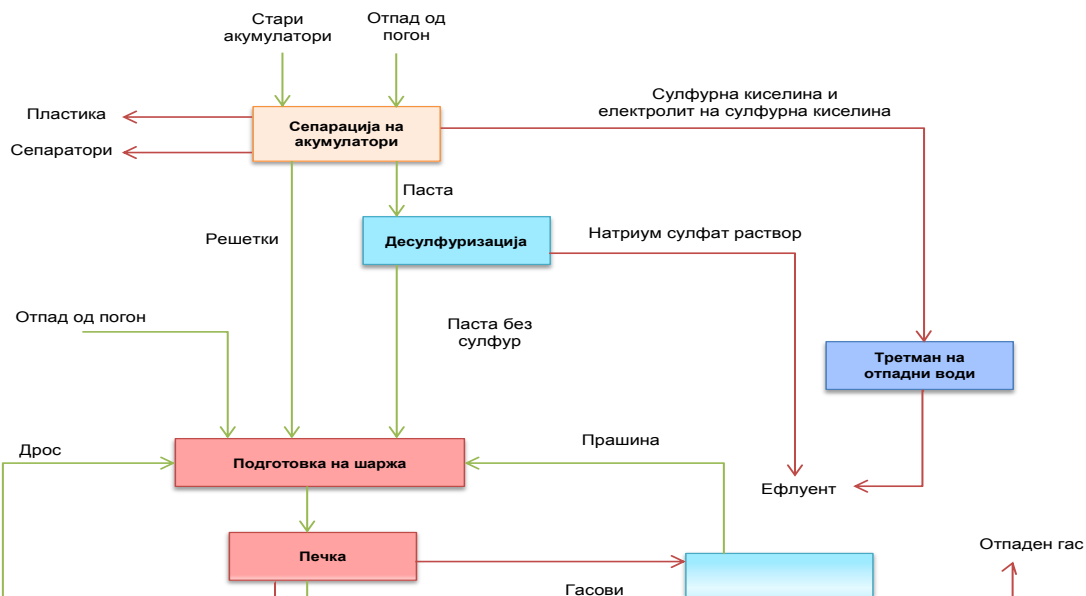 Стари
акумулатори
Отпад од
погон
Сулфурна киселина и
електролит на сулфурна киселина
Пластика
Сепарација на
акумулатори
Сепаратори
Паста
Решетки
Десулфуризација
Натриум сулфат раствор
Отпад од погон
Паста без
сулфур
Третман на
отпадни води
Дрос
Подготовка на шаржа
Прашина
Ефлуент
Печка
Отпаден гас
Гасови